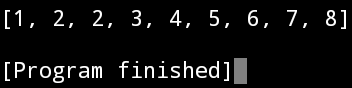 [1, 2, 2, 3, 4, 5, 6, 7, 8]
[Program finished]